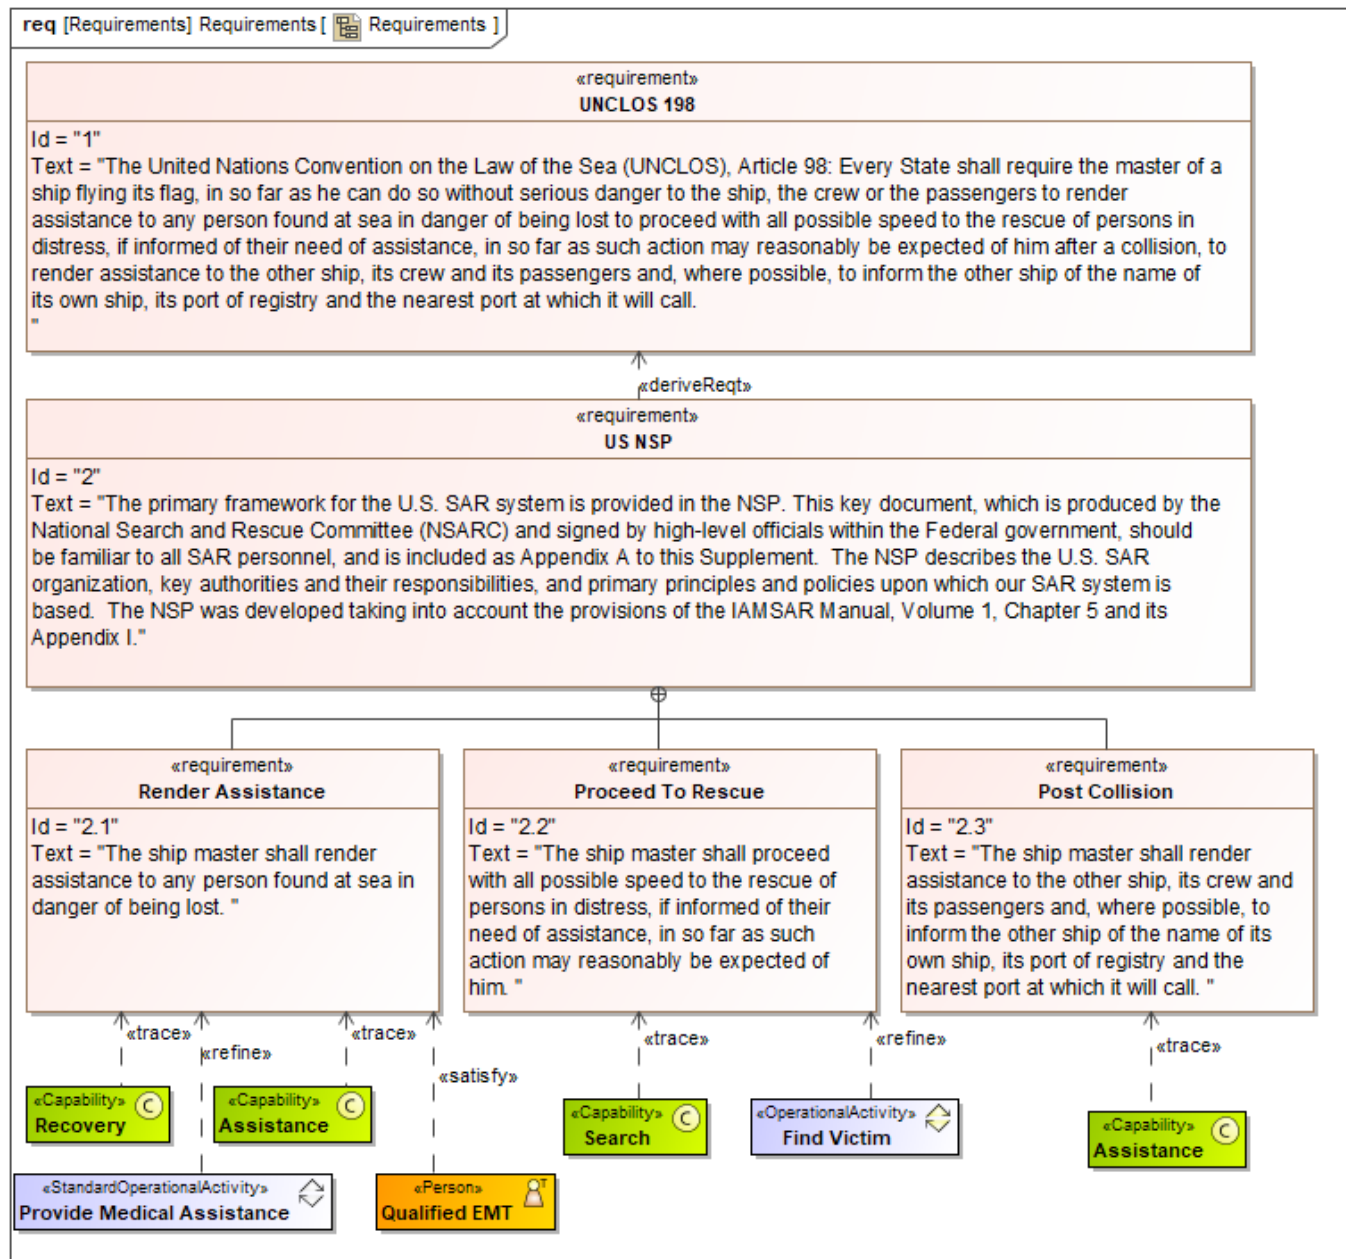 req [Requirements] Requirements [ Requirements ]
«requirement»
UNCLOS 198
Id = "1"
Text = "The United Nations Convention on the Law of the Sea (UNCLOS), Article 98: Every State shall require the master of a
ship flying its flag, in so far as he can do so without serious danger to the ship, the crew or the passengers to render
assistance to any person found at sea in danger of being lost to proceed with all possible speed to the rescue of persons in
distress, if informed of their need of assistance, in so far as such action may reasonably be expected of him after a collision, to
render assistance to the other ship, its crew and its passengers and, where possible, to inform the other ship of the name of
its own ship, its port of registry and the nearest port at which it will call.
"
«deriveReqt»
«requirement»
US NSP
Id = "2"
Text = "The primary framework for the U.S. SAR system is provided in the NSP. This key document, which is produced by the
National Search and Rescue Committee (NSARC) and signed by high-level officials within the Federal government, should
be familiar to all SAR personnel, and is included as Appendix A to this Supplement.  The NSP describes the U.S. SAR
organization, key authorities and their responsibilities, and primary principles and policies upon which our SAR system is
based.  The NSP was developed taking into account the provisions of the IAMSAR Manual, Volume 1, Chapter 5 and its
Appendix I."
«requirement»
Render Assistance
Id = "2.1"
Text = "The ship master shall render
assistance to any person found at sea in
danger of being lost. "
«requirement»
Proceed To Rescue
Id = "2.2"
Text = "The ship master shall proceed
with all possible speed to the rescue of
persons in distress, if informed of their
need of assistance, in so far as such
action may reasonably be expected of
him. "
«requirement»
Post Collision
Id = "2.3"
Text = "The ship master shall render
assistance to the other ship, its crew and
its passengers and, where possible, to
inform the other ship of the name of its
own ship, its port of registry and the
nearest port at which it will call. "
«trace»
«refine»
«trace»
«satisfy»
«trace»
«refine»
«trace»
«Capability» C
Recovery
«Capability» C
Assistance
«Capability» C
Search
«OperationalActivity»
Find Victim
«Capability» C
Assistance
«StandardOperationalActivity»
Provide Medical Assistance
«Person» T
Qualified EMT